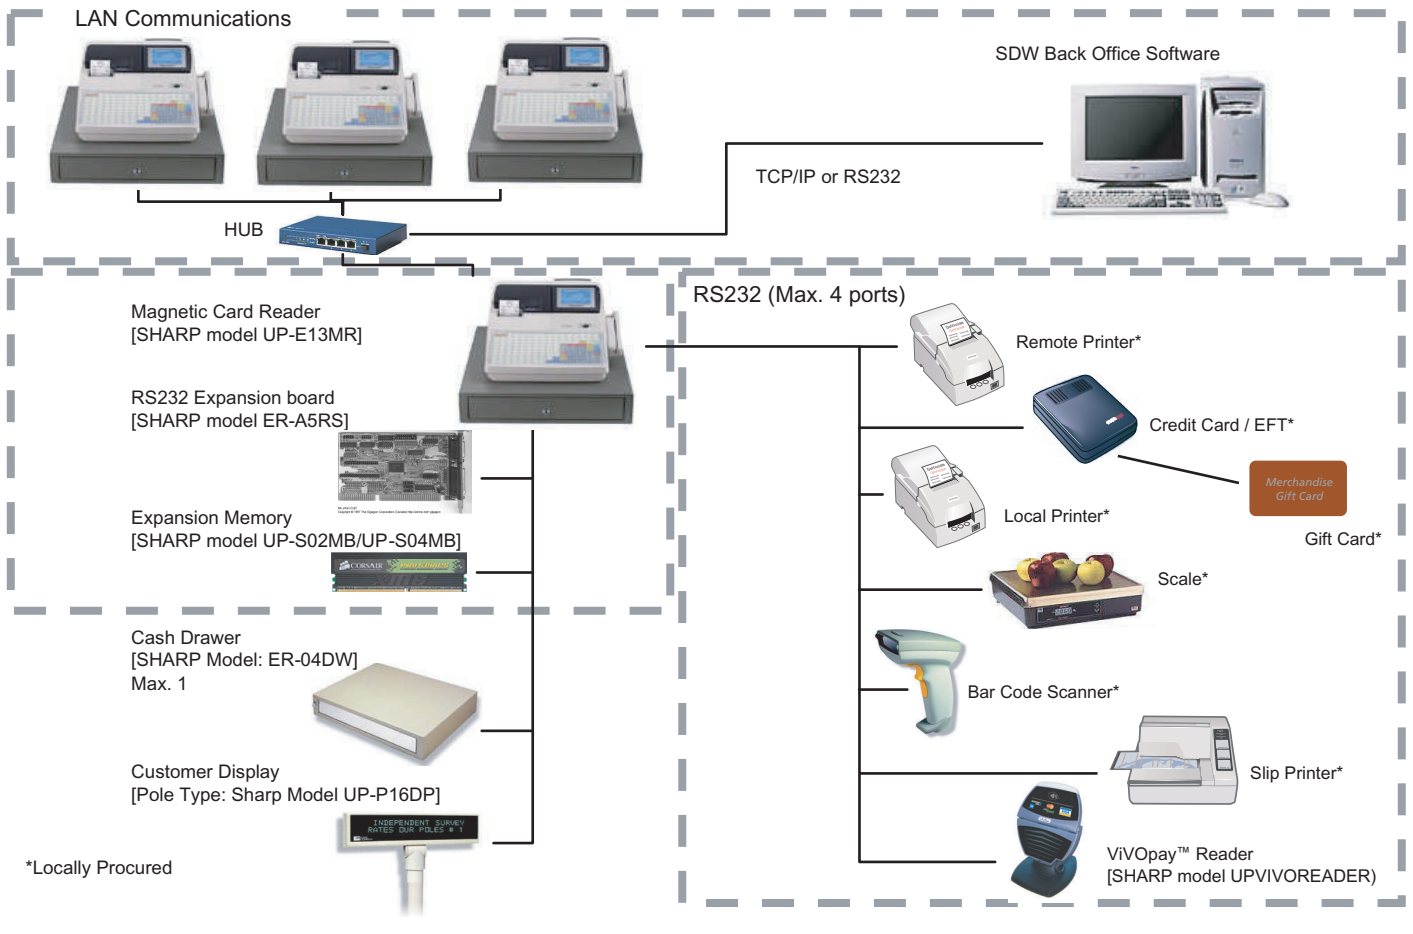 LAN Communications
SDW Back Office Software
TCP/IP or RS232
HUB
Magnetic Card Reader
[SHARP model UP-E13MR]
RS232 Expansion board
[SHARP model ER-A5RS]
Expansion Memory
[SHARP model UP-S02MB/UP-S04MB]
CORSAIR
Cash Drawer
[SHARP Model: ER-04DW]
Max. 1
Customer Display
[Pole Type: Sharp Model UP-P16DP]
INDEPENDENT SURVEY
RATES OUR POLES # 1
*Locally Procured
RS232 (Max. 4 ports)
Remote Printer*
Credit Card / EFT*
Merchandise
Gift Card
Gift Card*
Local Printer*
Scale*
Bar Code Scanner*
Slip Printer*
ViVOpay™ Reader
[SHARP model UPVIVOREADER)